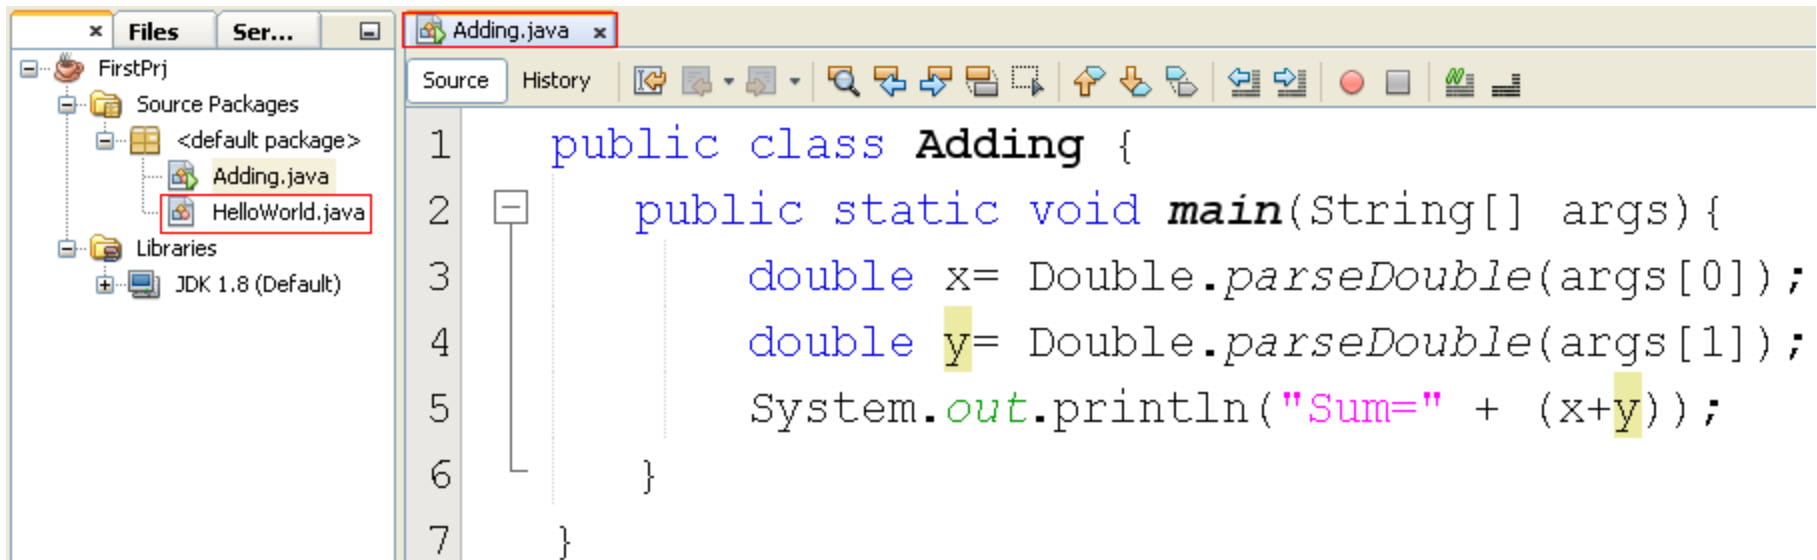 Files Ser...
FirstPrj
Source Packages
<default package>
Adding.java
HelloWorld.java
Libraries
JDK 1.8 (Default)
Adding.java
Source History
1 public class Adding {
2 public static void main(String[] args){
3 double x= Double.parseDouble(args[0]);
4 double y= Double.parseDouble(args[1]);
5 System.out.println("Sum=" + (x+y));
6 }
7 }